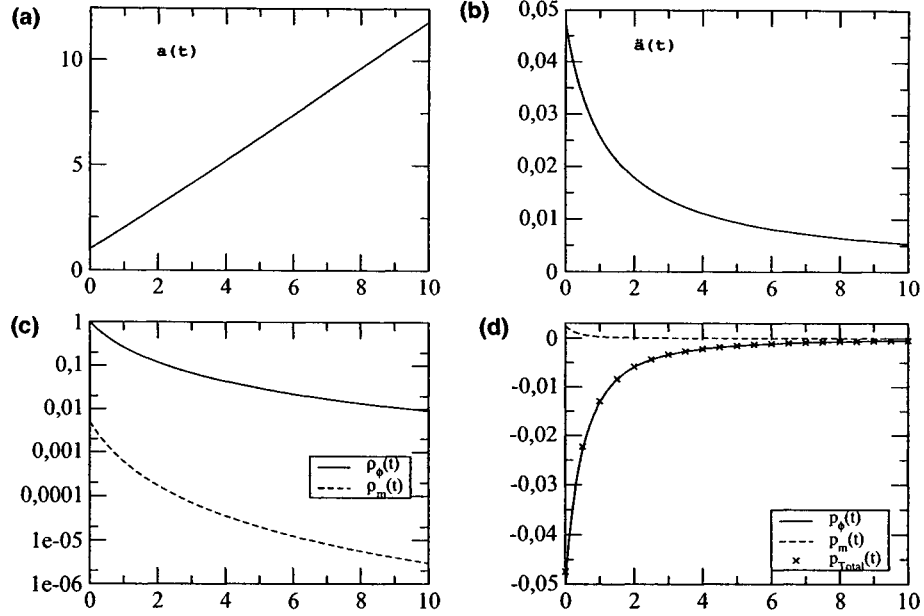 (a)
a(t)
10
5
0
0 2 4 6 8 10
(b)
ä(t)
0,05
0,04
0,03
0,02
0,01
0
0 2 4 6 8 10
(c)
1
0,1
0,01
0,001
0,0001
1e-05
1e-06
ρϕ(t)
ρm(t)
0 2 4 6 8 10
(d)
0
-0,01
-0,02
-0,03
-0,04
-0,05
pϕ(t)
pm(t)
pTotal(t)
0 2 4 6 8 10